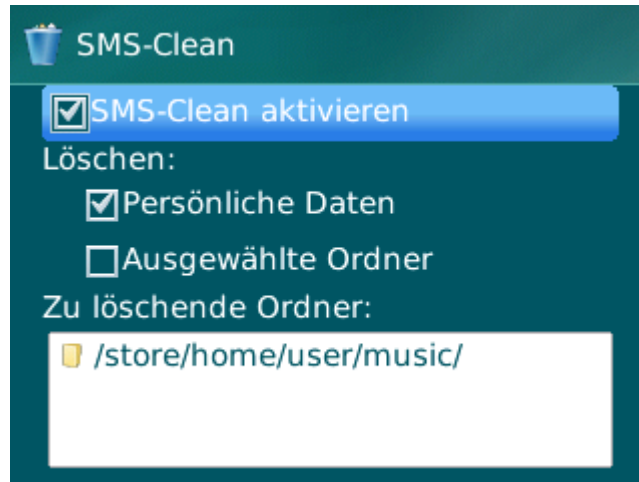 SMS-Clean
SMS-Clean aktivieren
Löschen:
Persönliche Daten
Ausgewählte Ordner
Zu löschende Ordner:
/store/home/user/music/